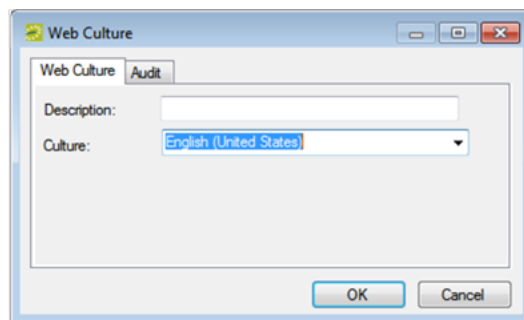 Web Culture
Web Culture Audit
Description:
Culture: English (United States)
OK Cancel